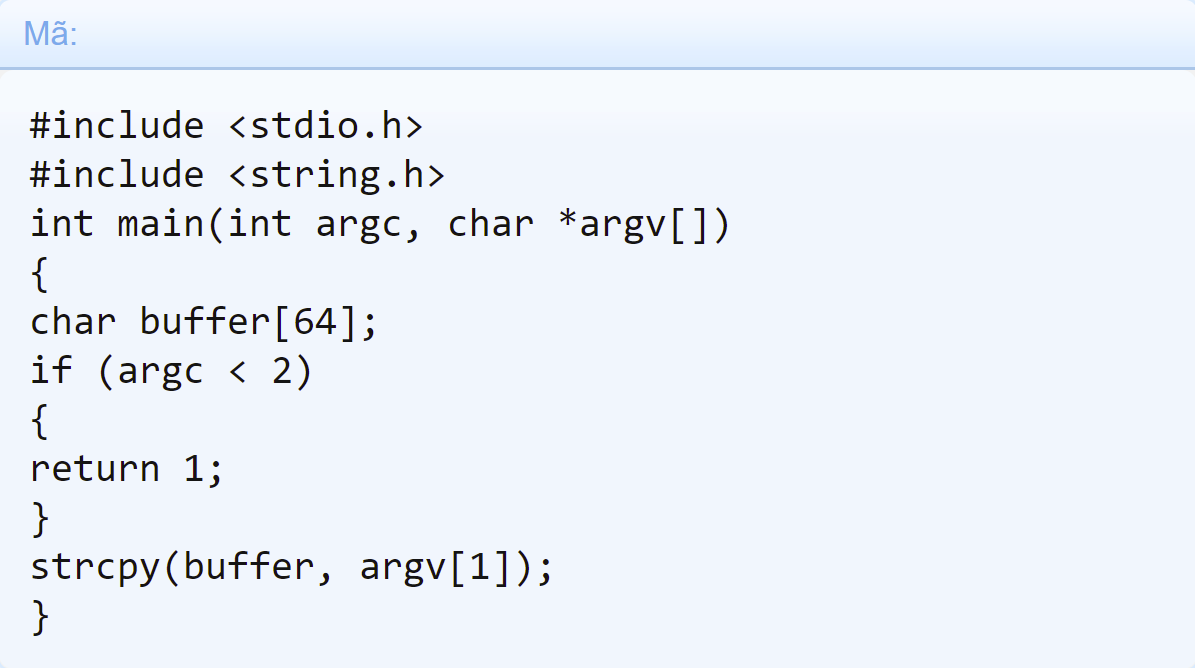 Mã:
#include <stdio.h>
#include <string.h>
int main(int argc, char *argv[])
{
char buffer[64];
if (argc < 2)
{
return 1;
}
strcpy(buffer, argv[1]);
}